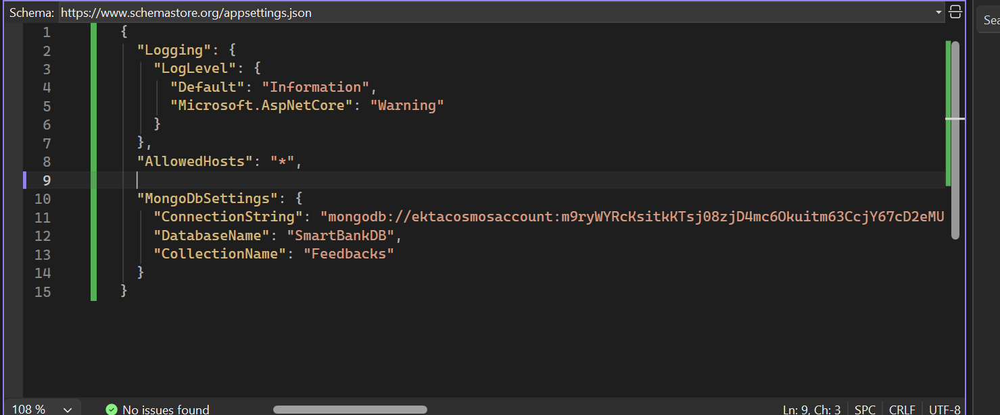 Schema: https://www.schemastore.org/appsettings.json
Sea
1 {
2 "Logging": {
3 "LogLevel": {
4 "Default": "Information",
5 "Microsoft.AspNetCore": "Warning"
6 }
7 },
8 "AllowedHosts": "*",
9
10 "MongoDbSettings": {
11 "ConnectionString": "mongodb://ektacosmosaccount:m9ryWYRcKsitkKTsj08zjD4mc6Okuitm63CcjY67cD2eMU
12 "DatabaseName": "SmartBankDB",
13 "CollectionName": "Feedbacks"
14 }
15 }
108 % No issues found Ln: 9, Ch: 3 SPC CRLF UTF-8